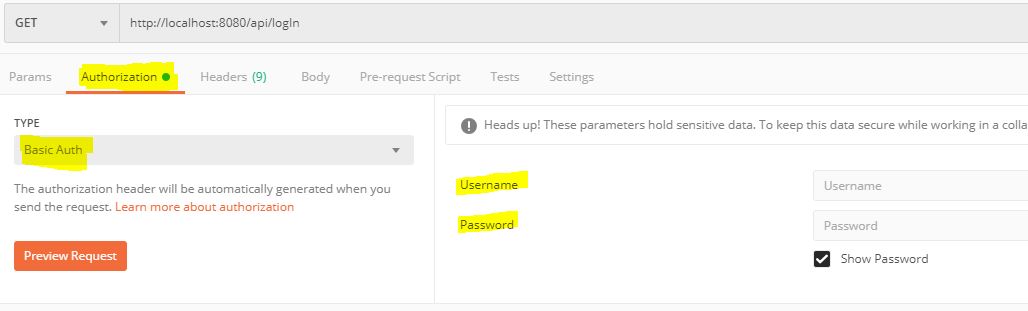 GET http://localhost:8080/api/logIn
Params Authorization Headers (9) Body Pre-request Script Tests Settings
TYPE
Basic Auth
The authorization header will be automatically generated when you
send the request. Learn more about authorization
Preview Request
Heads up! These parameters hold sensitive data. To keep this data secure while working in a colla
Username Username
Password Password
Show Password